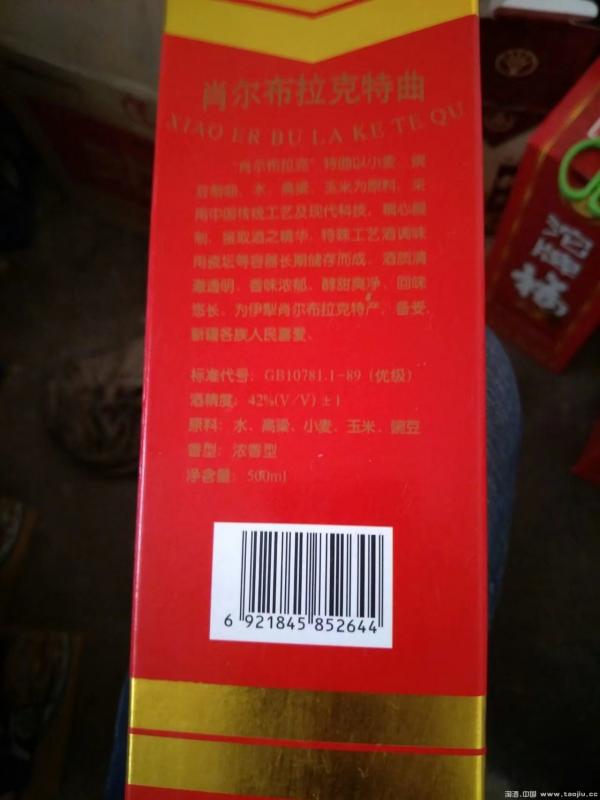 肖尔布拉克特曲
XIAO ER BU LA KE TE QU
"肖尔布拉克"特曲以小麦、豌
豆制曲、水、高粱、玉米为原料、采
用中国传统工艺及现代科技、精心酿
制、提取酒之精华、特殊工艺酒调味
用瓷坛等容器长期储存而成、酒质清
澈透明、香味浓郁、醇甜爽净、回味
悠长、为伊犁肖尔布拉克特产、备受
新疆各族人民喜爱、
标准代号: GB10781.1-89 (优级)
酒精度: 42%(V/V)±1
原料: 水、高粱、小麦、玉米、豌豆
香型: 浓香型
净含量: 500ml
6 921845 852644
沱牌
淘酒.中国 www.taojiu.cc